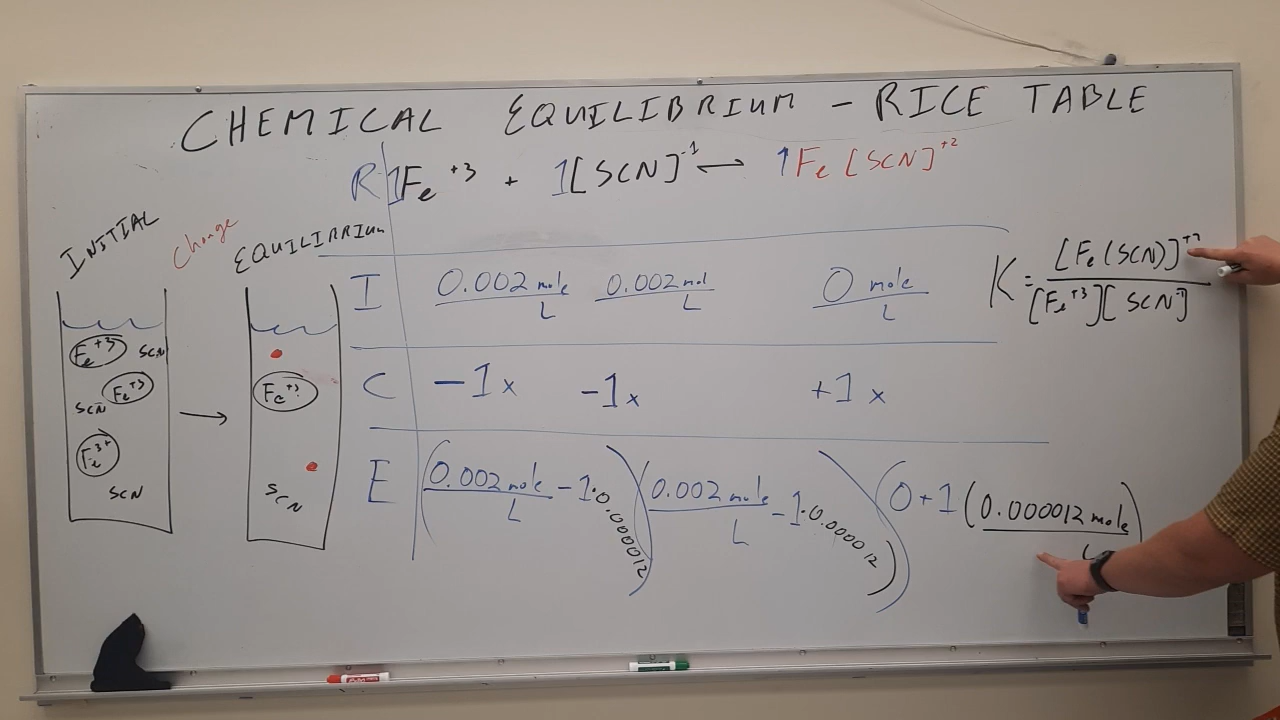 CHEMICAL EQUILIBRIUM – RICE TABLE
R 1Fe⁺³ + 1[SCN]⁻¹ ⇌ 1Fe[SCN]⁺²
INITIAL Change EQUILIBRIUM
Fe⁺³ SCN
Fe⁺³
SCN
Fe³⁺
SCN
Fe⁺³
SCN
I 0.002 mole/L 0.002 mol/L 0 mole/L
C -1x -1x +1x
E (0.002 mole/L - 1·0.000012) (0.002 mole/L - 1·0.000012) (0+1(0.000012 mole/L)
K = [Fe(SCN)]⁺²/[Fe⁺³][SCN⁻¹]